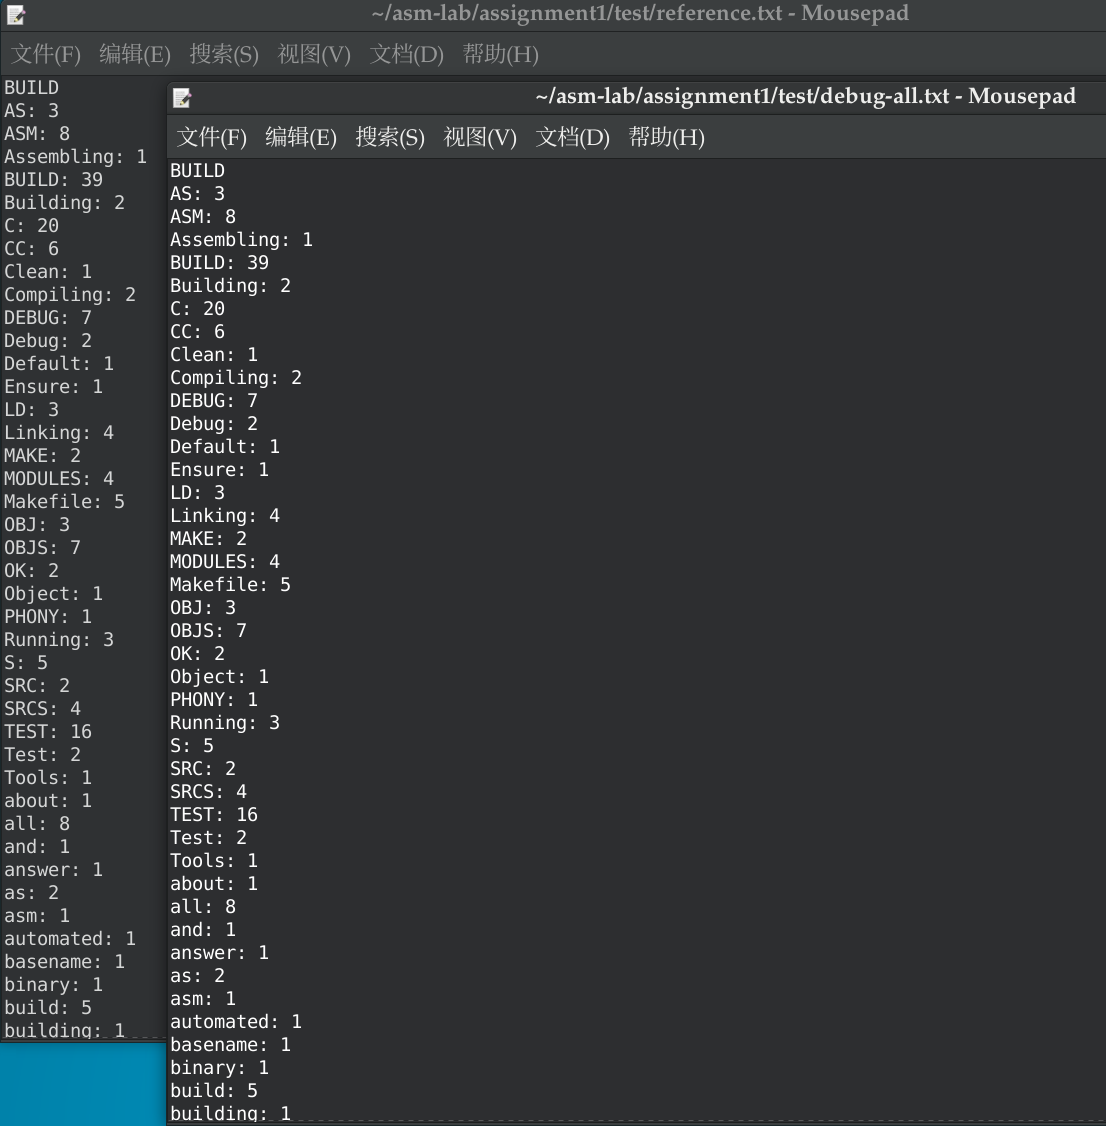 ~/asm-lab/assignment1/test/reference.txt - Mousepad
文件(F) 编辑(E) 搜索(S) 视图(V) 文档(D) 帮助(H)
BUILD
AS: 3
ASM: 8
Assembling: 1
BUILD: 39
Building: 2
C: 20
CC: 6
Clean: 1
Compiling: 2
DEBUG: 7
Debug: 2
Default: 1
Ensure: 1
LD: 3
Linking: 4
MAKE: 2
MODULES: 4
Makefile: 5
OBJ: 3
OBJS: 7
OK: 2
Object: 1
PHONY: 1
Running: 3
S: 5
SRC: 2
SRCS: 4
TEST: 16
Test: 2
Tools: 1
about: 1
all: 8
and: 1
answer: 1
as: 2
asm: 1
automated: 1
basename: 1
binary: 1
build: 5
building: 1
~/asm-lab/assignment1/test/debug-all.txt - Mousepad
文件(F) 编辑(E) 搜索(S) 视图(V) 文档(D) 帮助(H)
BUILD
AS: 3
ASM: 8
Assembling: 1
BUILD: 39
Building: 2
C: 20
CC: 6
Clean: 1
Compiling: 2
DEBUG: 7
Debug: 2
Default: 1
Ensure: 1
LD: 3
Linking: 4
MAKE: 2
MODULES: 4
Makefile: 5
OBJ: 3
OBJS: 7
OK: 2
Object: 1
PHONY: 1
Running: 3
S: 5
SRC: 2
SRCS: 4
TEST: 16
Test: 2
Tools: 1
about: 1
all: 8
and: 1
answer: 1
as: 2
asm: 1
automated: 1
basename: 1
binary: 1
build: 5
building: 1